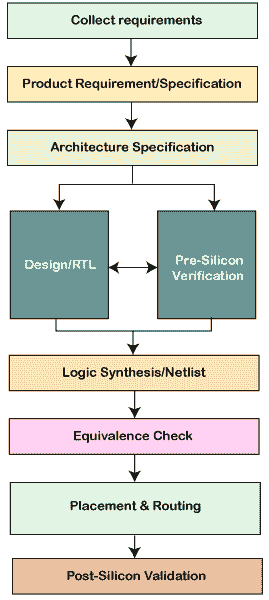 Collect requirements
Product Requirement/Specification
Architecture Specification
Design/RTL
Pre-Silicon
Verification
Logic Synthesis/Netlist
Equivalence Check
Placement & Routing
Post-Silicon Validation